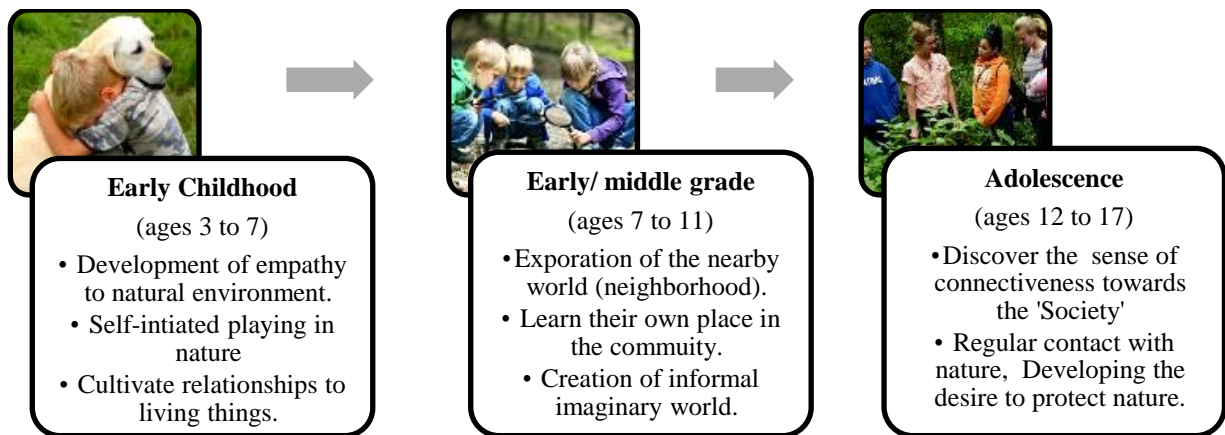 Early Childhood
(ages 3 to 7)
• Development of empathy
to natural environment.
• Self-intiated playing in
nature
• Cultivate relationships to
living things.
Early/ middle grade
(ages 7 to 11)
•Exporation of the nearby
world (neighborhood).
• Learn their own place in
the commuity.
• Creation of informal
imaginary world.
Adolescence
(ages 12 to 17)
•Discover the sense of
connectiveness towards
the 'Society'
• Regular contact with
nature, Developing the
desire to protect nature.